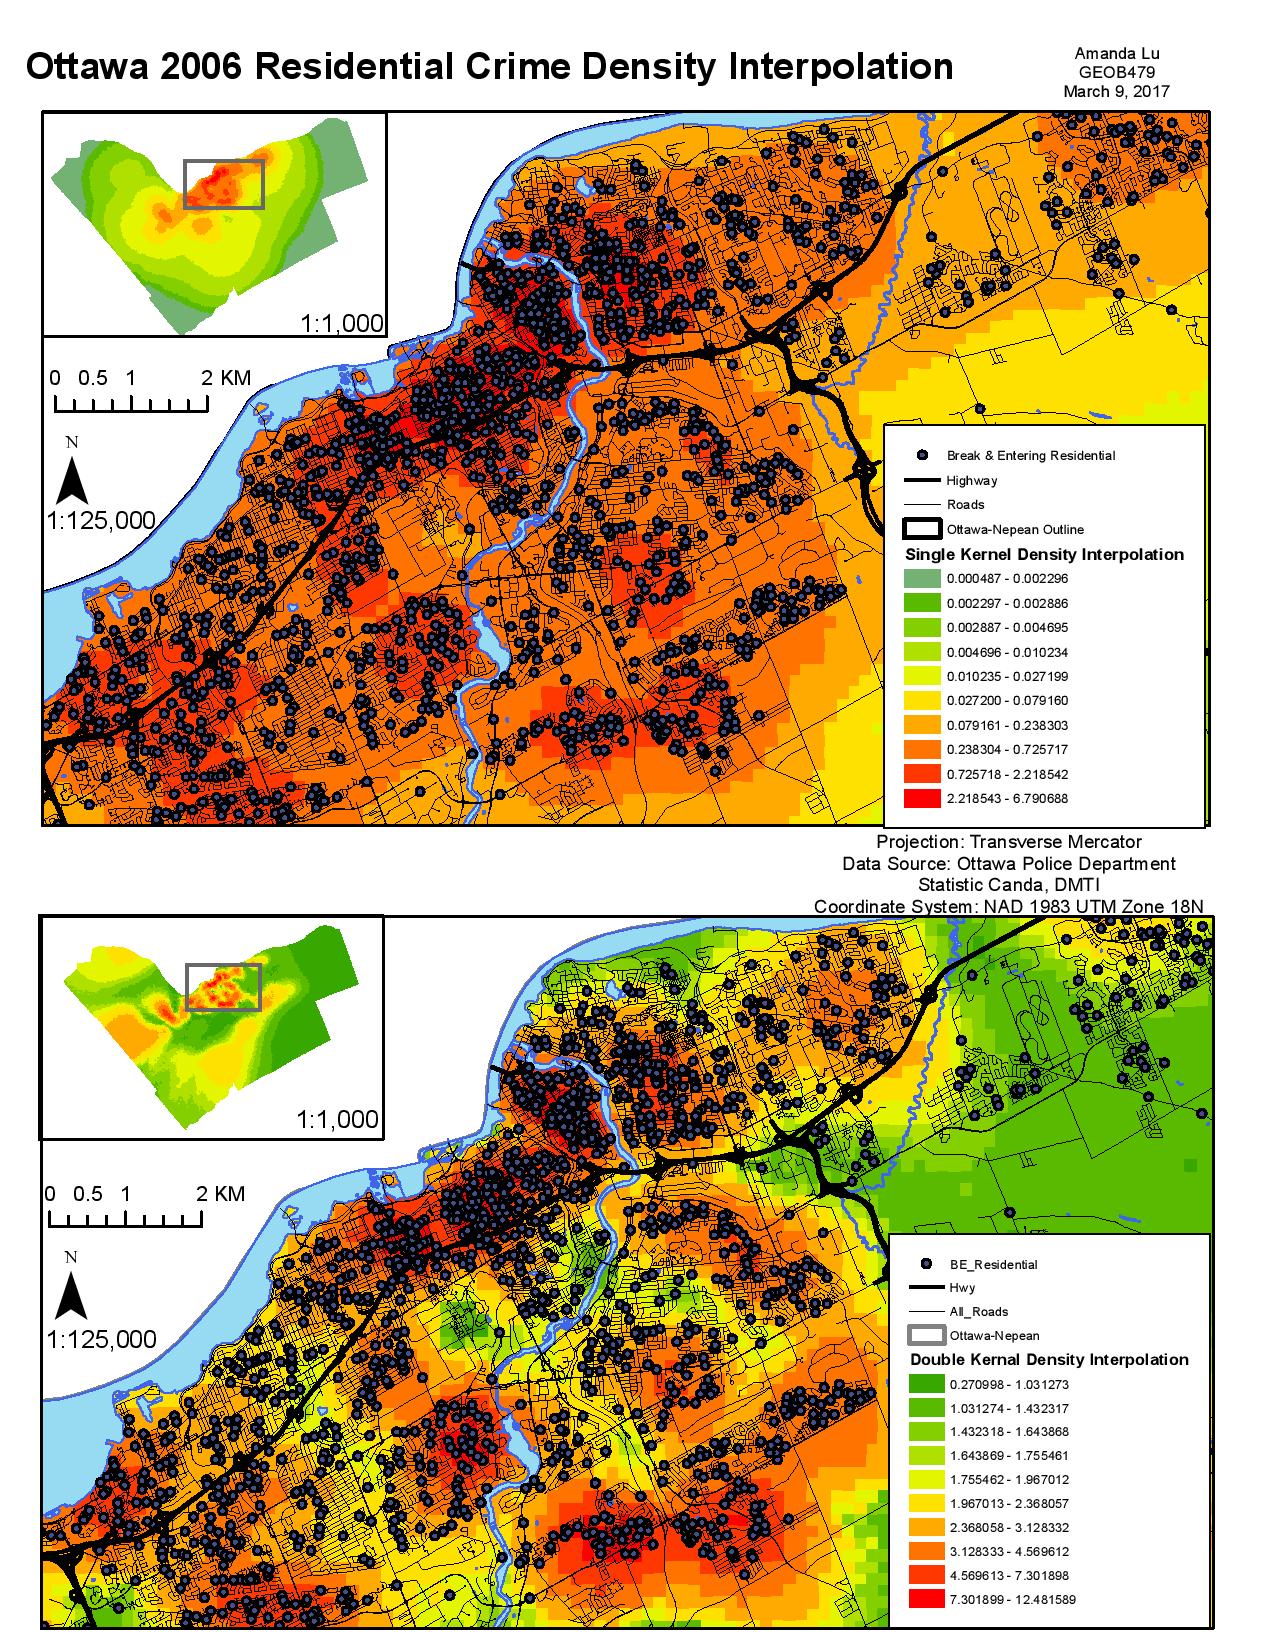 Ottawa 2006 Residential Crime Density Interpolation
Amanda Lu
GEOB479
March 9, 2017
1:1,000
0 0.5 1 2 KM
N
1:125,000
Break & Entering Residential
Highway
Roads
Ottawa-Nepean Outline
Single Kernel Density Interpolation
0.000487 - 0.002296
0.002297 - 0.002886
0.002887 - 0.004695
0.004696 - 0.010234
0.010235 - 0.027199
0.027200 - 0.079160
0.079161 - 0.238303
0.238304 - 0.725717
0.725718 - 2.218542
2.218543 - 6.790688
Projection: Transverse Mercator
Data Source: Ottawa Police Department
Statistic Canda, DMTI
Coordinate System: NAD 1983 UTM Zone 18N
1:1,000
0 0.5 1 2 KM
N
1:125,000
BE_Residential
Hwy
All_Roads
Ottawa-Nepean
Double Kernal Density Interpolation
0.270998 - 1.031273
1.031274 - 1.432317
1.432318 - 1.643868
1.643869 - 1.755461
1.755462 - 1.967012
1.967013 - 2.368057
2.368058 - 3.128332
3.128333 - 4.569612
4.569613 - 7.301898
7.301899 - 12.481589